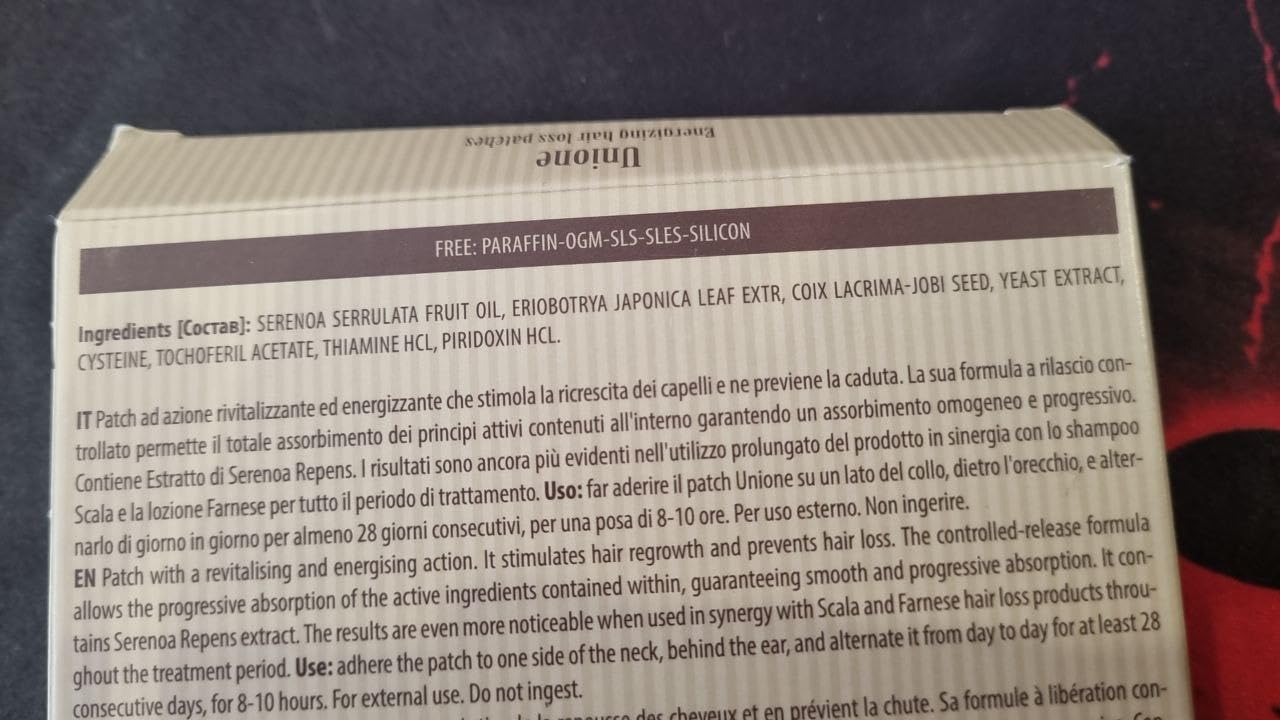 Energizing hair loss patches
Unione
FREE: PARAFFIN-OGM-SLS-SLES-SILICON
Ingredients [Состав]: SERENOA SERRULATA FRUIT OIL, ERIOBOTRYA JAPONICA LEAF EXTR, COIX LACRIMA-JOBI SEED, YEAST EXTRACT,
CYSTEINE, TOCHOFERIL ACETATE, THIAMINE HCL, PIRIDOXIN HCL.
IT Patch ad azione rivitalizzante ed energizzante che stimola la ricrescita dei capelli e ne previene la caduta. La sua formula a rilascio con-
trollato permette il totale assorbimento dei principi attivi contenuti all'interno garantendo un assorbimento omogeneo e progressivo.
Contiene Estratto di Serenoa Repens. I risultati sono ancora più evidenti nell'utilizzo prolungato del prodotto in sinergia con lo shampoo
Scala e la lozione Farnese per tutto il periodo di trattamento. Uso: far aderire il patch Unione su un lato del collo, dietro l'orecchio, e alter-
narlo di giorno in giorno per almeno 28 giorni consecutivi, per una posa di 8-10 ore. Per uso esterno. Non ingerire.
EN Patch with a revitalising and energising action. It stimulates hair regrowth and prevents hair loss. The controlled-release formula
allows the progressive absorption of the active ingredients contained within, guaranteeing smooth and progressive absorption. It con-
tains Serenoa Repens extract. The results are even more noticeable when used in synergy with Scala and Farnese hair loss products throu-
ghout the treatment period. Use: adhere the patch to one side of the neck, behind the ear, and alternate it from day to day for at least 28
consecutive days, for 8-10 hours. For external use. Do not ingest.
des cheveux et en prévient la chute. Sa formule à libération con-